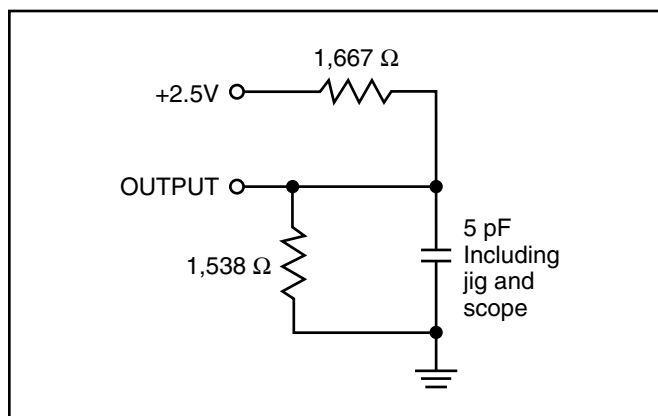 1,667 Ω
+2.5V
OUTPUT
1,538 Ω
5 pF
Including
jig and
scope